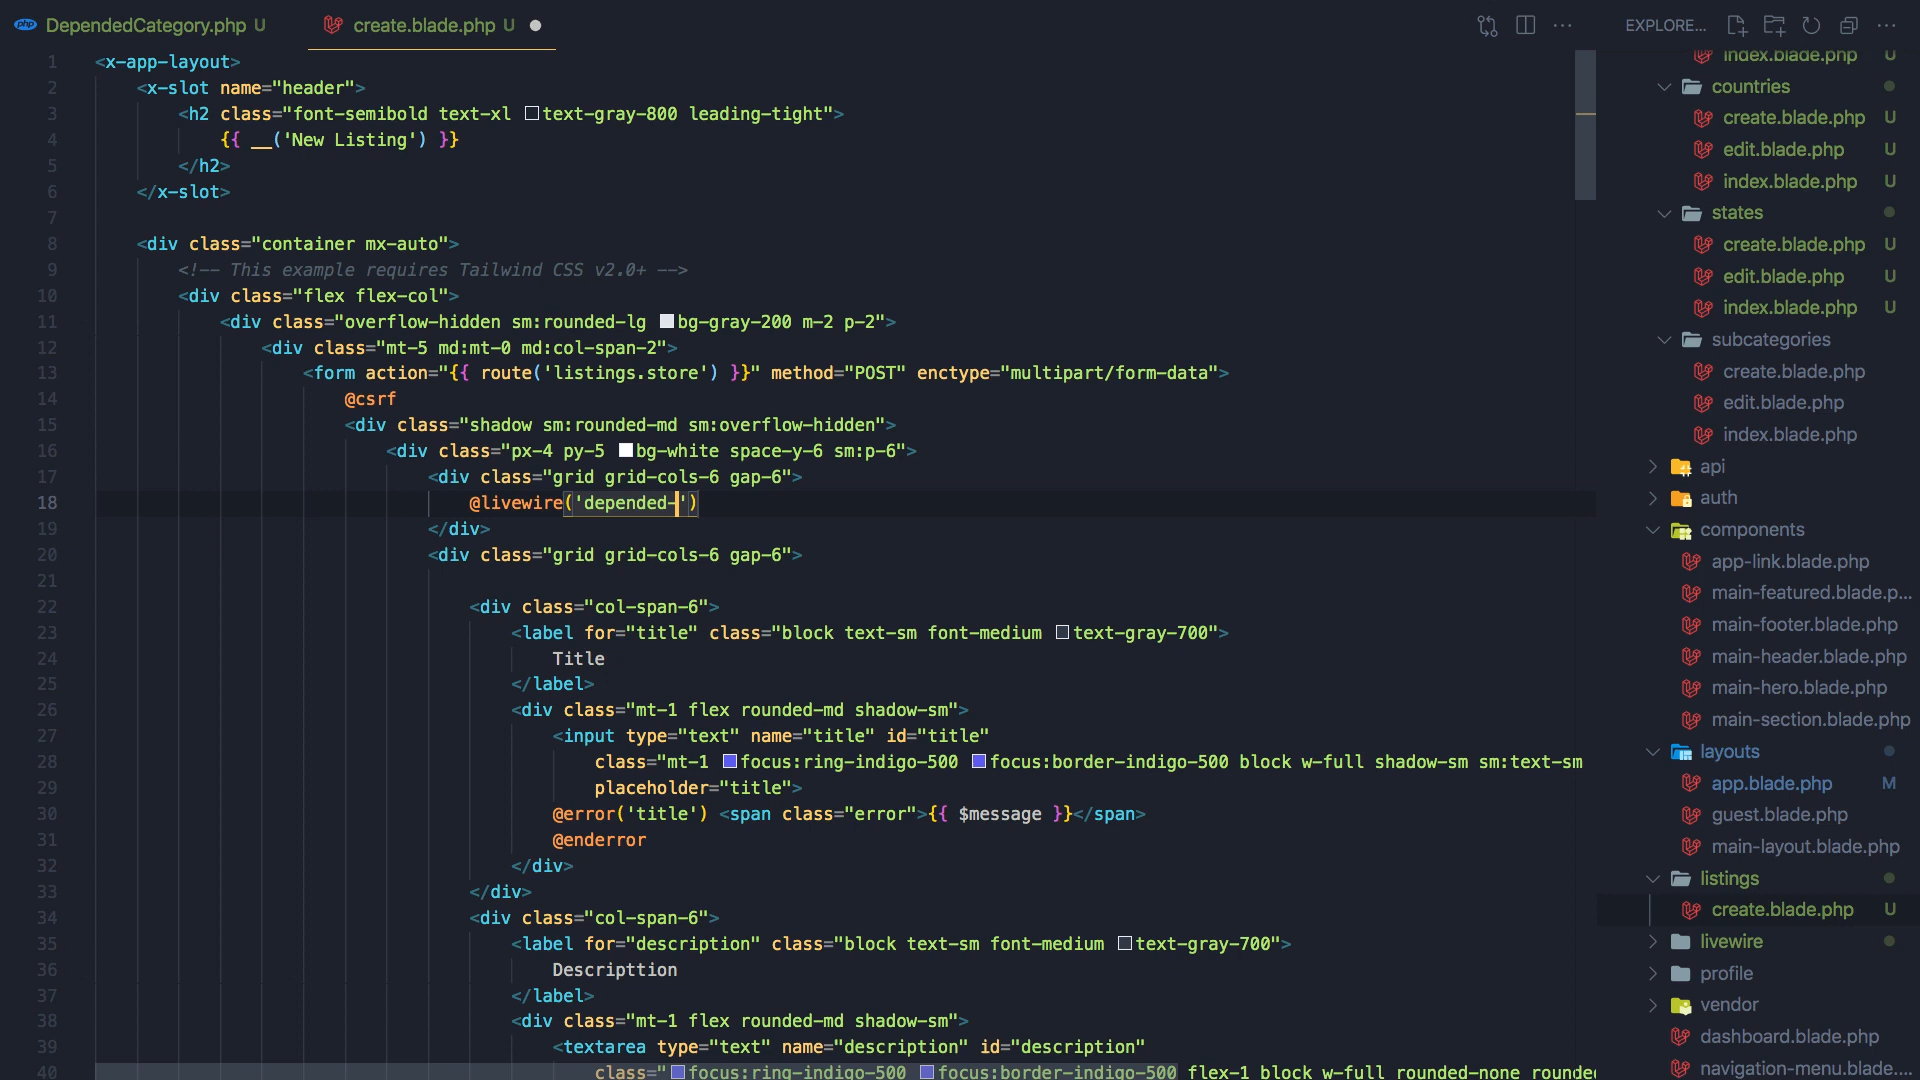 DependedCategory.php U
create.blade.php U
EXPLORE...
1 <x-app-layout>
2 <x-slot name="header">
3 <h2 class="font-semibold text-xl text-gray-800 leading-tight">
4 {{ __('New Listing') }}
5 </h2>
6 </x-slot>
7
8 <div class="container mx-auto">
9 <!-- This example requires Tailwind CSS v2.0+ -->
10 <div class="flex flex-col">
11 <div class="overflow-hidden sm:rounded-lg bg-gray-200 m-2 p-2">
12 <div class="mt-5 md:mt-0 md:col-span-2">
13 <form action="{{ route('listings.store') }}" method="POST" enctype="multipart/form-data">
14 @csrf
15 <div class="shadow sm:rounded-md sm:overflow-hidden">
16 <div class="px-4 py-5 bg-white space-y-6 sm:p-6">
17 <div class="grid grid-cols-6 gap-6">
18 @livewire('depended-')
19 </div>
20 <div class="grid grid-cols-6 gap-6">
21
22 <div class="col-span-6">
23 <label for="title" class="block text-sm font-medium text-gray-700">
24 Title
25 </label>
26 <div class="mt-1 flex rounded-md shadow-sm">
27 <input type="text" name="title" id="title"
28 class="mt-1 focus:ring-indigo-500 focus:border-indigo-500 block w-full shadow-sm sm:text-sm
29 placeholder="title">
30 @error('title') <span class="error">{{ $message }}</span>
31 @enderror
32 </div>
33 </div>
34 <div class="col-span-6">
35 <label for="description" class="block text-sm font-medium text-gray-700">
36 Descripttion
37 </label>
38 <div class="mt-1 flex rounded-md shadow-sm">
39 <textarea type="text" name="description" id="description"
40 class=" focus:ring-indigo-500 focus:border-indigo-500 flex-1 block w-full rounded-none rounde
index.blade.php U
countries
create.blade.php U
edit.blade.php U
index.blade.php U
states
create.blade.php U
edit.blade.php U
index.blade.php U
subcategories
create.blade.php
edit.blade.php
index.blade.php
api
auth
components
app-link.blade.php
main-featured.blade.p...
main-footer.blade.php
main-header.blade.php
main-hero.blade.php
main-section.blade.php
layouts
app.blade.php M
guest.blade.php
main-layout.blade.php
listings
create.blade.php U
livewire
profile
vendor
dashboard.blade.php
navigation-menu.blade....